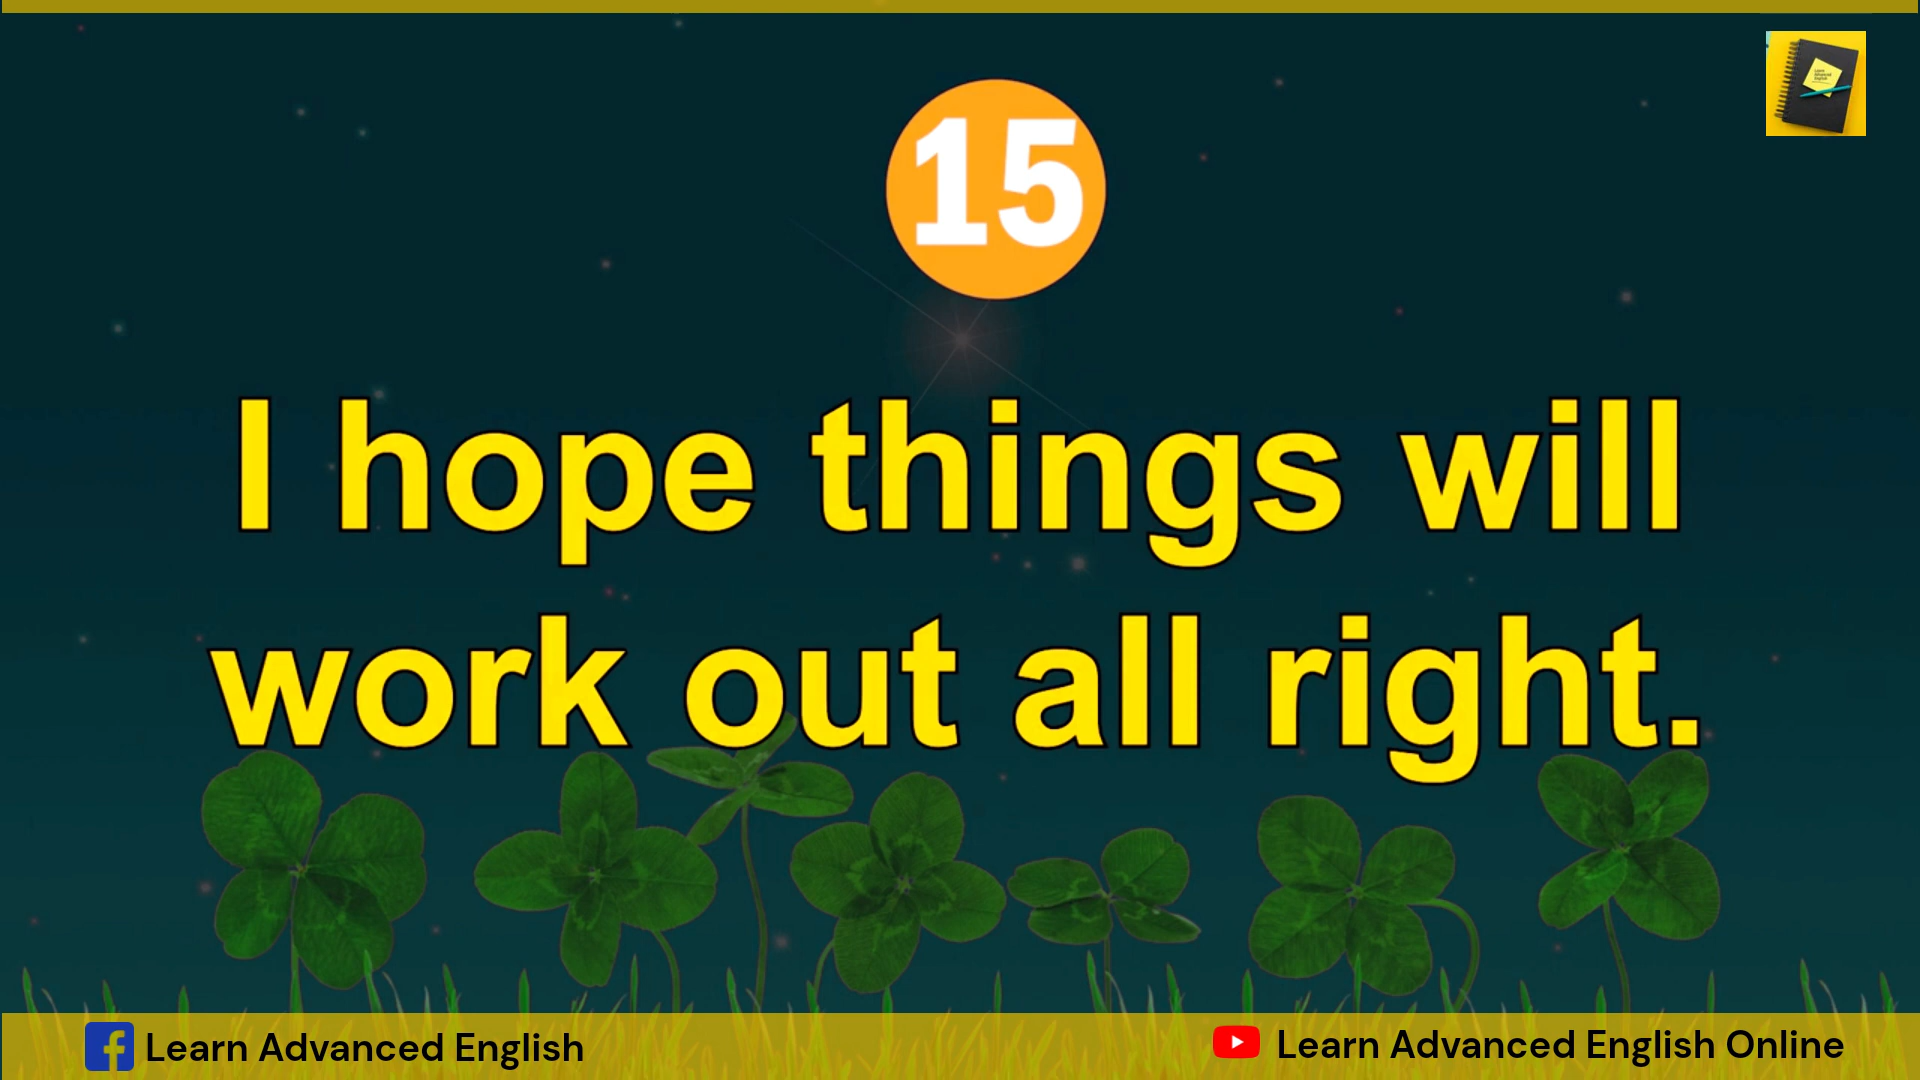 15
I hope things will
work out all right.
Learn Advanced English
Learn Advanced English Online